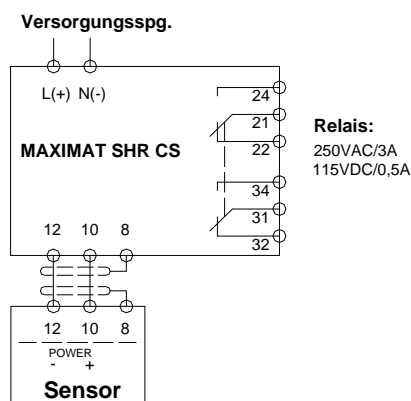 Versorgungsspg.
L(+) N(-)
24
21
MAXIMAT SHR CS
22
34
31
32
Relais:
250VAC/3A
115VDC/0,5A
12 10 8
12 10 8
POWER
- +
Sensor